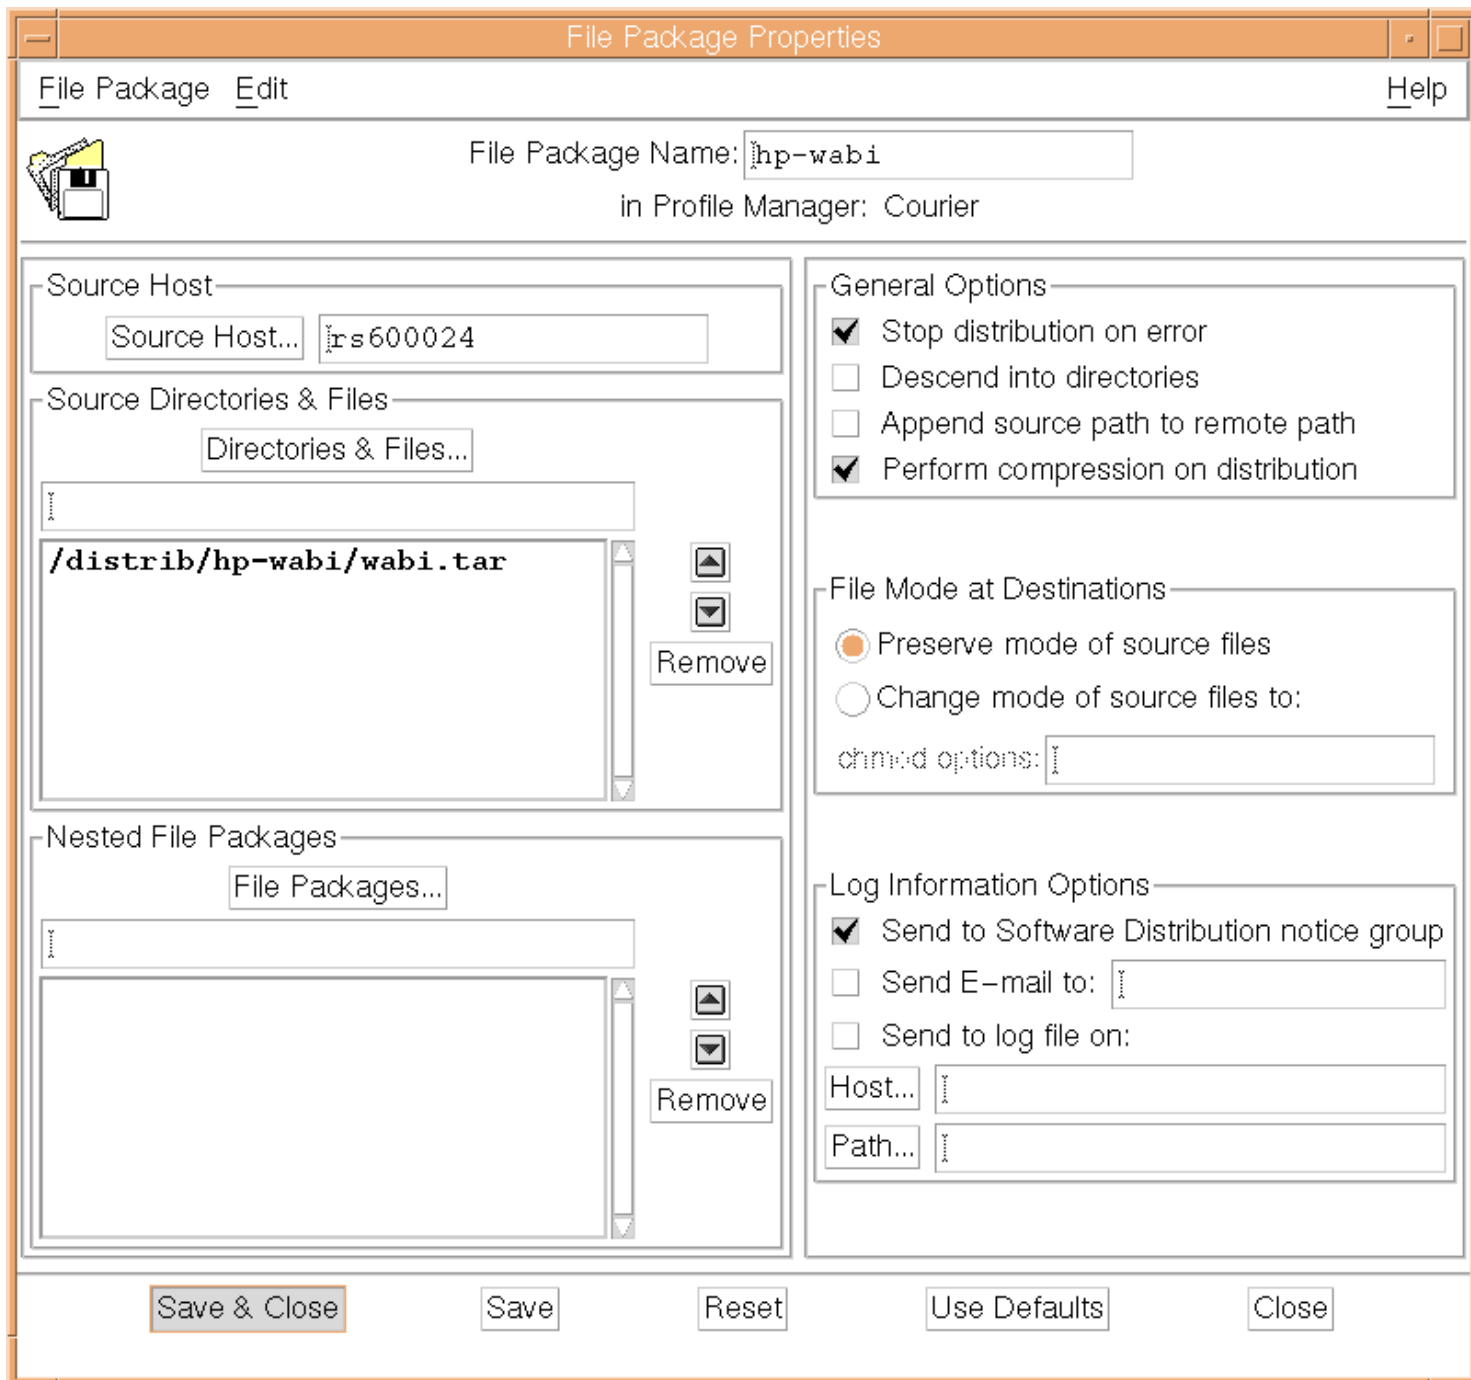 File Package Properties
File Package Edit Help
File Package Name: hp-wabi
in Profile Manager: Courier
Source Host
Source Host... rs600024
Source Directories & Files
Directories & Files...
/distrib/hp-wabi/wabi.tar
Remove
Nested File Packages
File Packages...
Remove
General Options
Stop distribution on error
Descend into directories
Append source path to remote path
Perform compression on distribution
File Mode at Destinations
Preserve mode of source files
Change mode of source files to:
chmod options:
Log Information Options
Send to Software Distribution notice group
Send E-mail to:
Send to log file on:
Host...
Path...
Save & Close Save Reset Use Defaults Close